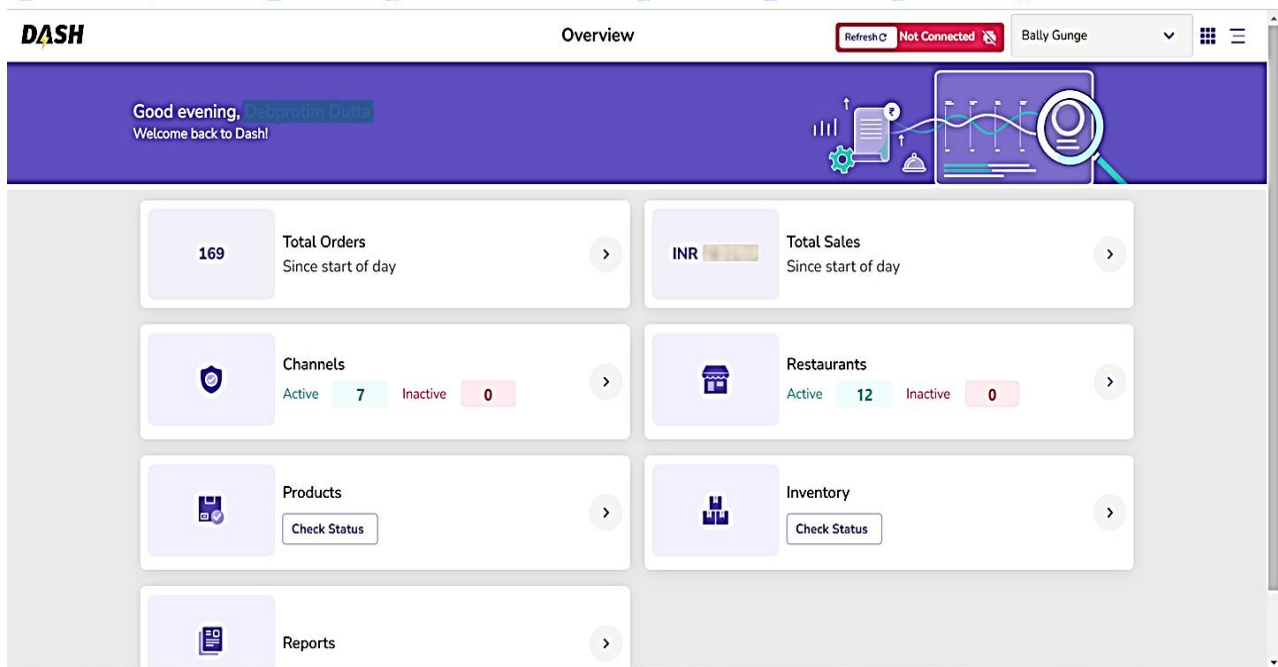 DASH
Overview
Refresh
Not Connected
Bally Gunge
Good evening, Debprotim Dutta
Welcome back to Dash!
₹
169
Total Orders
Since start of day
INR
Total Sales
Since start of day
Channels
Active 7 Inactive 0
Restaurants
Active 12 Inactive 0
Products
Check Status
Inventory
Check Status
Reports